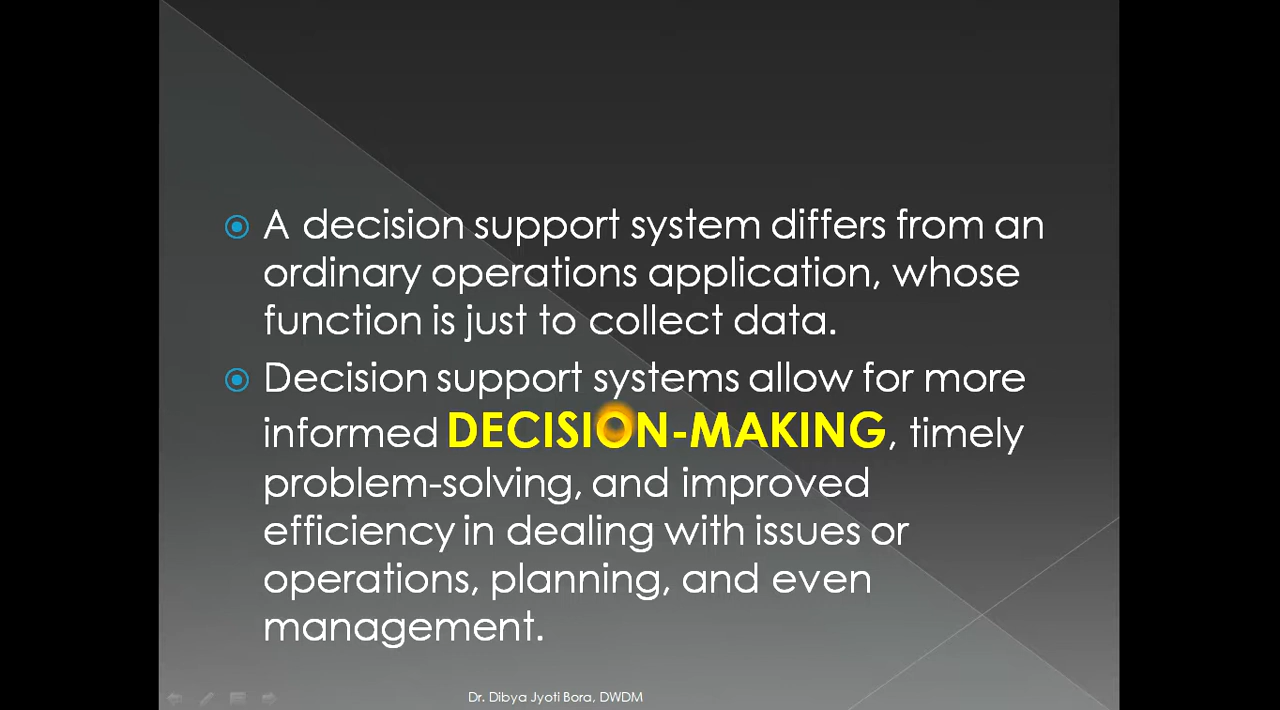 A decision support system differs from an
ordinary operations application, whose
function is just to collect data.
Decision support systems allow for more
informed DECISION-MAKING, timely
problem-solving, and improved
efficiency in dealing with issues or
operations, planning, and even
management.
Dr. Dibya Jyoti Bora, DWDM